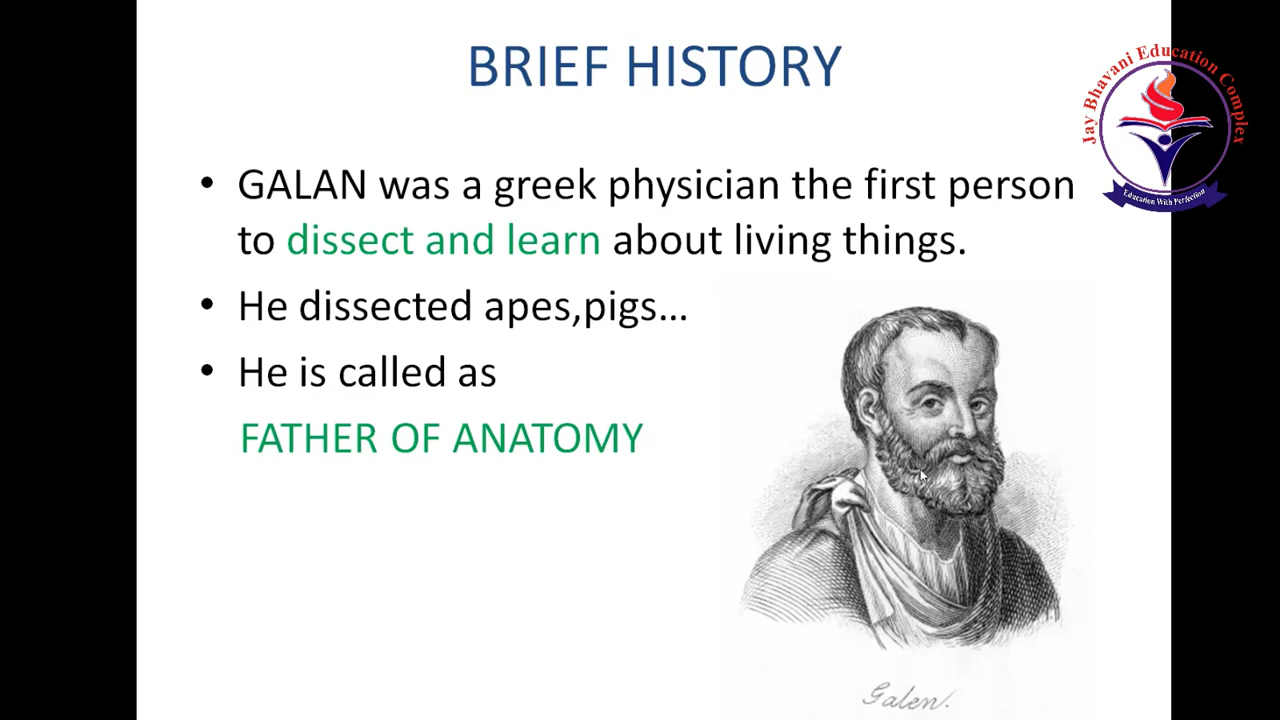 BRIEF HISTORY
Jay Bhavani Education Complex
Education With Perfection
• GALAN was a greek physician the first person
to dissect and learn about living things.
• He dissected apes,pigs...
• He is called as
FATHER OF ANATOMY
Galen.